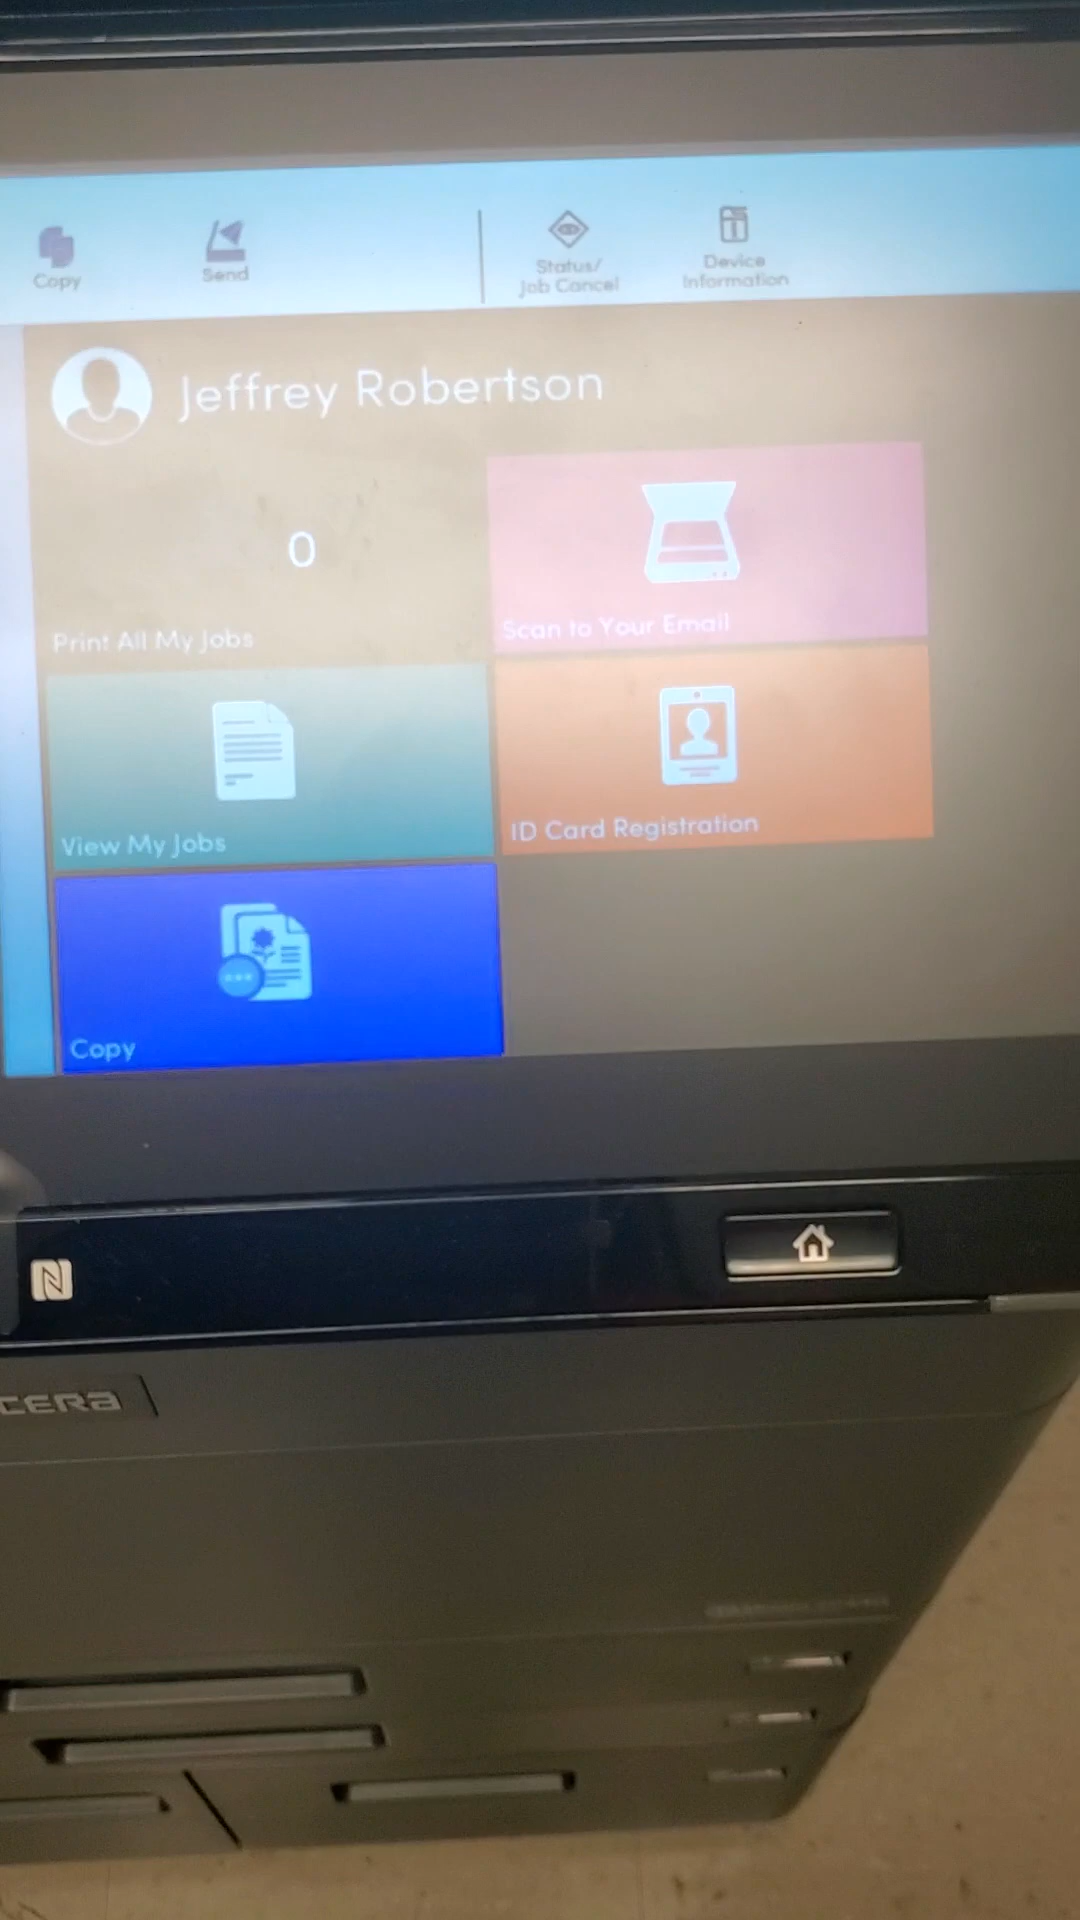 Copy
Send
Status/
Job Cancel
Device
Information
Jeffrey Robertson
0
Print All My Jobs
Scan to Your Email
View My Jobs
ID Card Registration
Copy
CERA